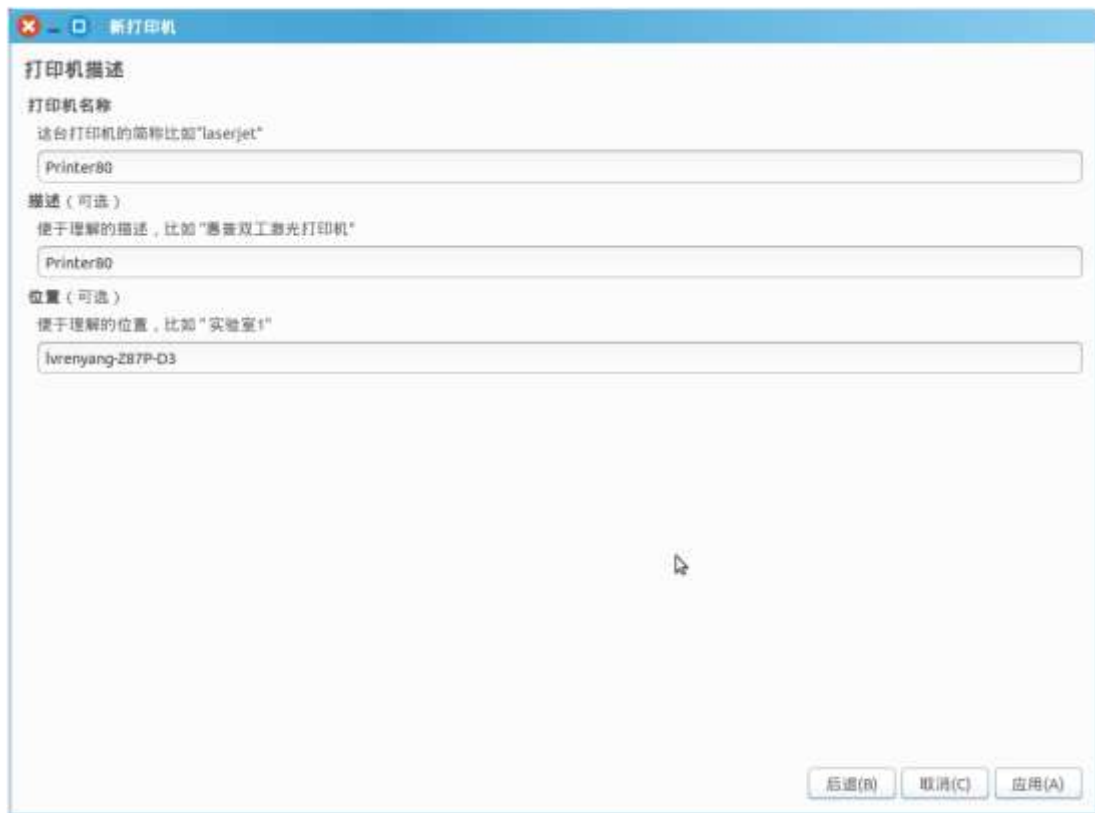 新打印机
打印机描述
打印机名称
这台打印机的简称比如"laserjet"
Printer80
描述（可选）
便于理解的描述，比如"惠普双工激光打印机"
Printer80
位置（可选）
便于理解的位置，比如"实验室1"
lvrenyang-Z87P-D3
后退(B) 取消(C) 应用(A)